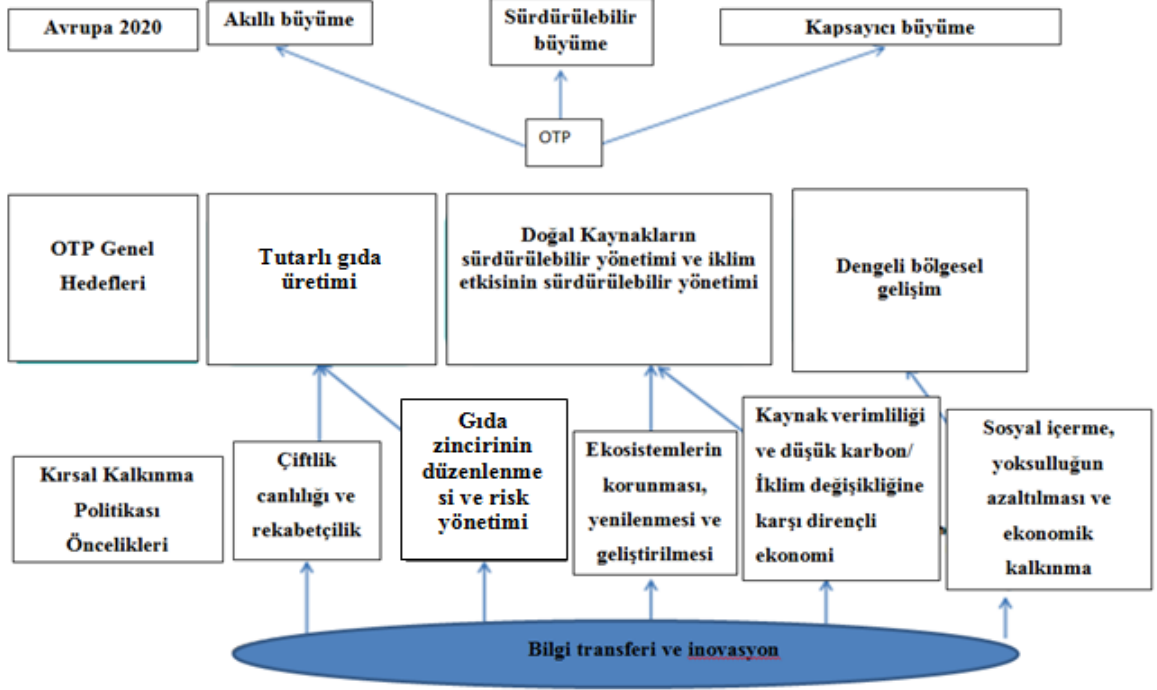 Avrupa 2020
Akıllı büyüme
Sürdürülebilir
büyüme
Kapsayıcı büyüme
OTP
OTP Genel
Hedefleri
Tutarlı gıda
üretimi
Doğal Kaynakların
sürdürülebilir yönetimi ve iklim
etkisinin sürdürülebilir yönetimi
Dengeli bölgesel
gelişim
Kırsal Kalkınma
Politikası
Öncelikleri
Çiftlik
canlılığı ve
rekabetçilik
Gıda
zincirinin
düzenlenme
si ve risk
yönetimi
Ekosistemlerin
korunması,
yenilenmesi ve
geliştirilmesi
Kaynak verimliliği
ve düşük karbon/
İklim değişikliğine
karşı dirençli
ekonomi
Sosyal içerme,
yoksulluğun
azaltılması ve
ekonomik
kalkınma
Bilgi transferi ve inovasyon